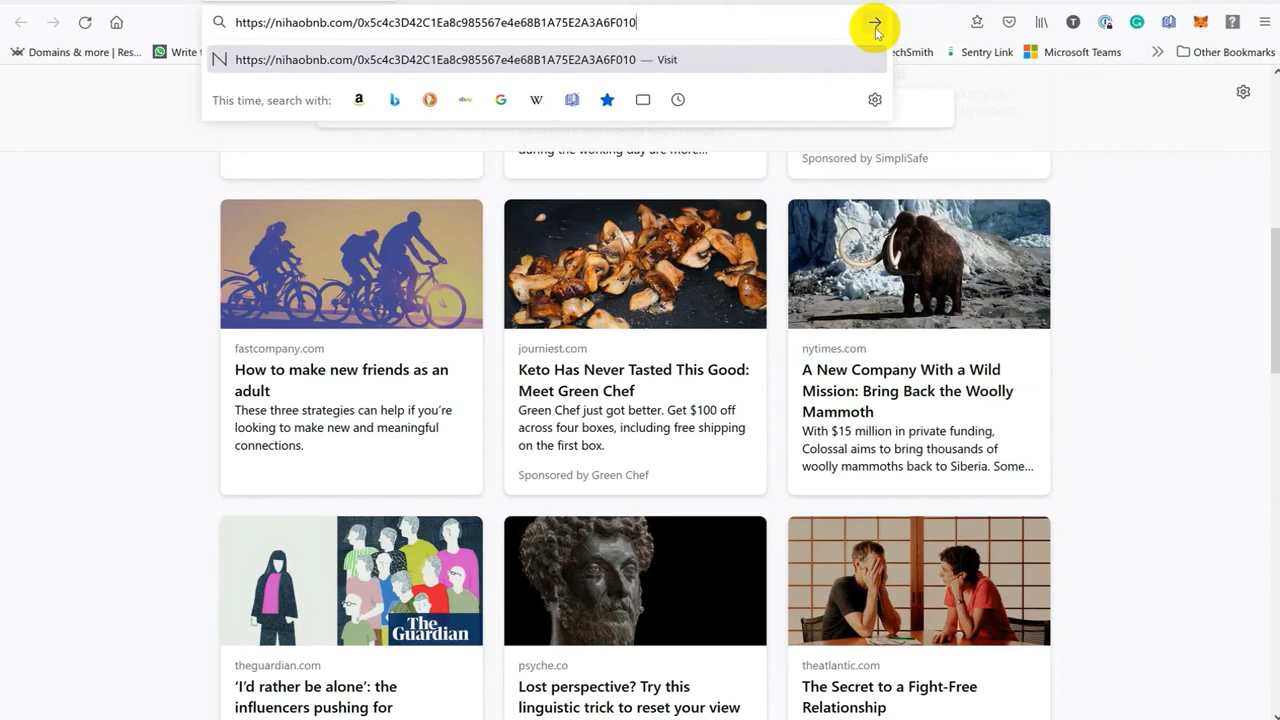 https://nihaobnb.com/0x5c4c3D42C1Ea8c985567e4e68B1A75E2A3A6F010
Domains & more | Res...
Write t
chSmith
Sentry Link
Microsoft Teams
Other Bookmarks
https://nihaobnb.com/0x5c4c3D42C1Ea8c985567e4e68B1A75E2A3A6F010 — Visit
This time, search with:
during the working day are more...
Sponsored by SimpliSafe
fastcompany.com
How to make new friends as an
adult
These three strategies can help if you're
looking to make new and meaningful
connections.
journiest.com
Keto Has Never Tasted This Good:
Meet Green Chef
Green Chef just got better. Get $100 off
across four boxes, including free shipping
on the first box.
Sponsored by Green Chef
nytimes.com
A New Company With a Wild
Mission: Bring Back the Woolly
Mammoth
With $15 million in private funding,
Colossal aims to bring thousands of
woolly mammoths back to Siberia. Some...
The
Guardian
theguardian.com
'I'd rather be alone': the
influencers pushing for
psyche.co
Lost perspective? Try this
linguistic trick to reset your view
theatlantic.com
The Secret to a Fight-Free
Relationship